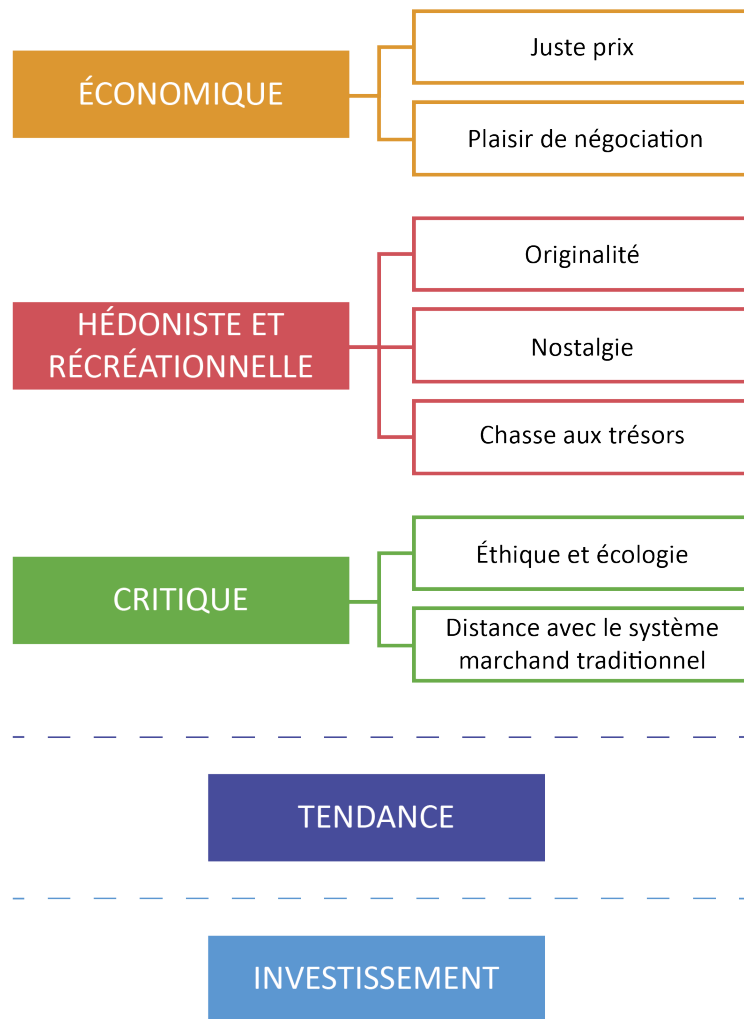 ÉCONOMIQUE
Juste prix
Plaisir de négociation
HÉDONISTE ET
RÉCRÉATIONNELLE
Originalité
Nostalgie
Chasse aux trésors
CRITIQUE
Éthique et écologie
Distance avec le système
marchand traditionnel
TENDANCE
INVESTISSEMENT